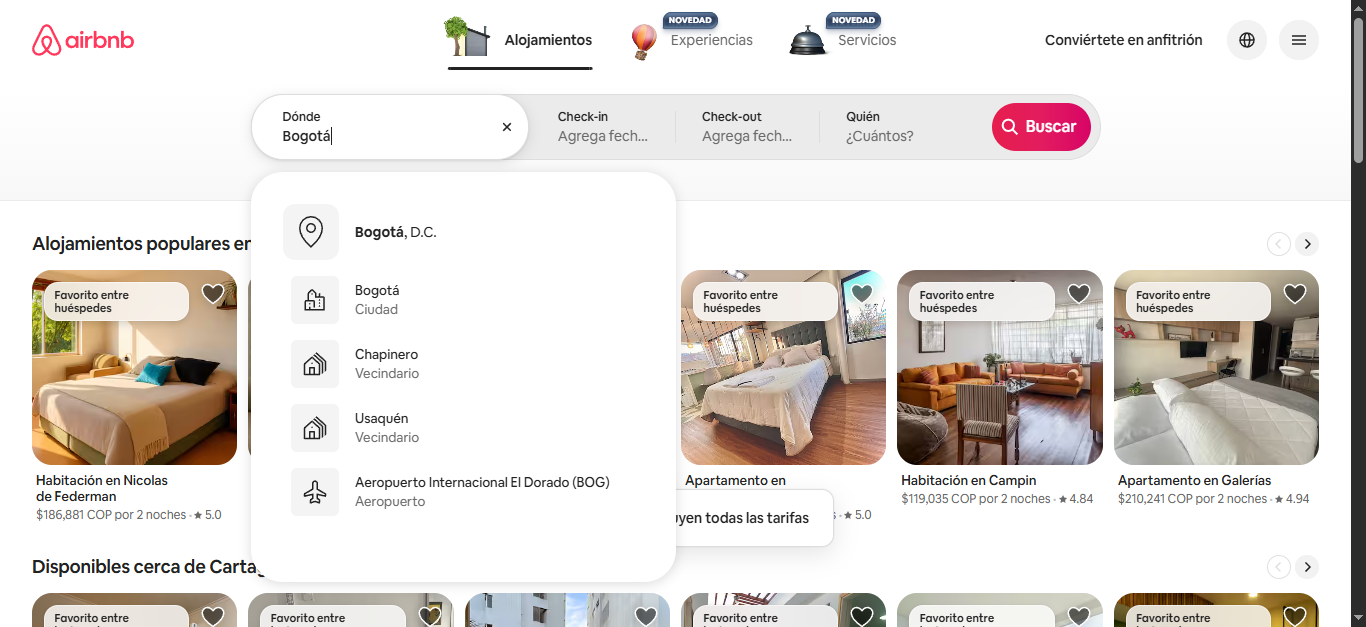 airbnb
Alojamientos
NOVEDAD
Experiencias
NOVEDAD
Servicios
Conviértete en anfitrión
Dónde
Bogotá
Check-in
Agrega fech...
Check-out
Agrega fech...
Quién
¿Cuántos?
Buscar
Bogotá, D.C.
Bogotá
Ciudad
Chapinero
Vecindario
Usaquén
Vecindario
Aeropuerto Internacional El Dorado (BOG)
Aeropuerto
Alojamientos populares en
Favorito entre
huéspedes
Habitación en Nicolas
de Federman
$186,881 COP por 2 noches · ★ 5.0
Favorito entre
huéspedes
Apartamento en
· ★ 5.0
Favorito entre
huéspedes
Habitación en Campin
$119,035 COP por 2 noches · ★ 4.84
Favorito entre
huéspedes
Apartamento en Galerías
$210,241 COP por 2 noches · ★ 4.94
todas las tarifas
Disponibles cerca de
Favorito entre
Favorito entre
Favorito entre
Favorito entre
Favorito entre